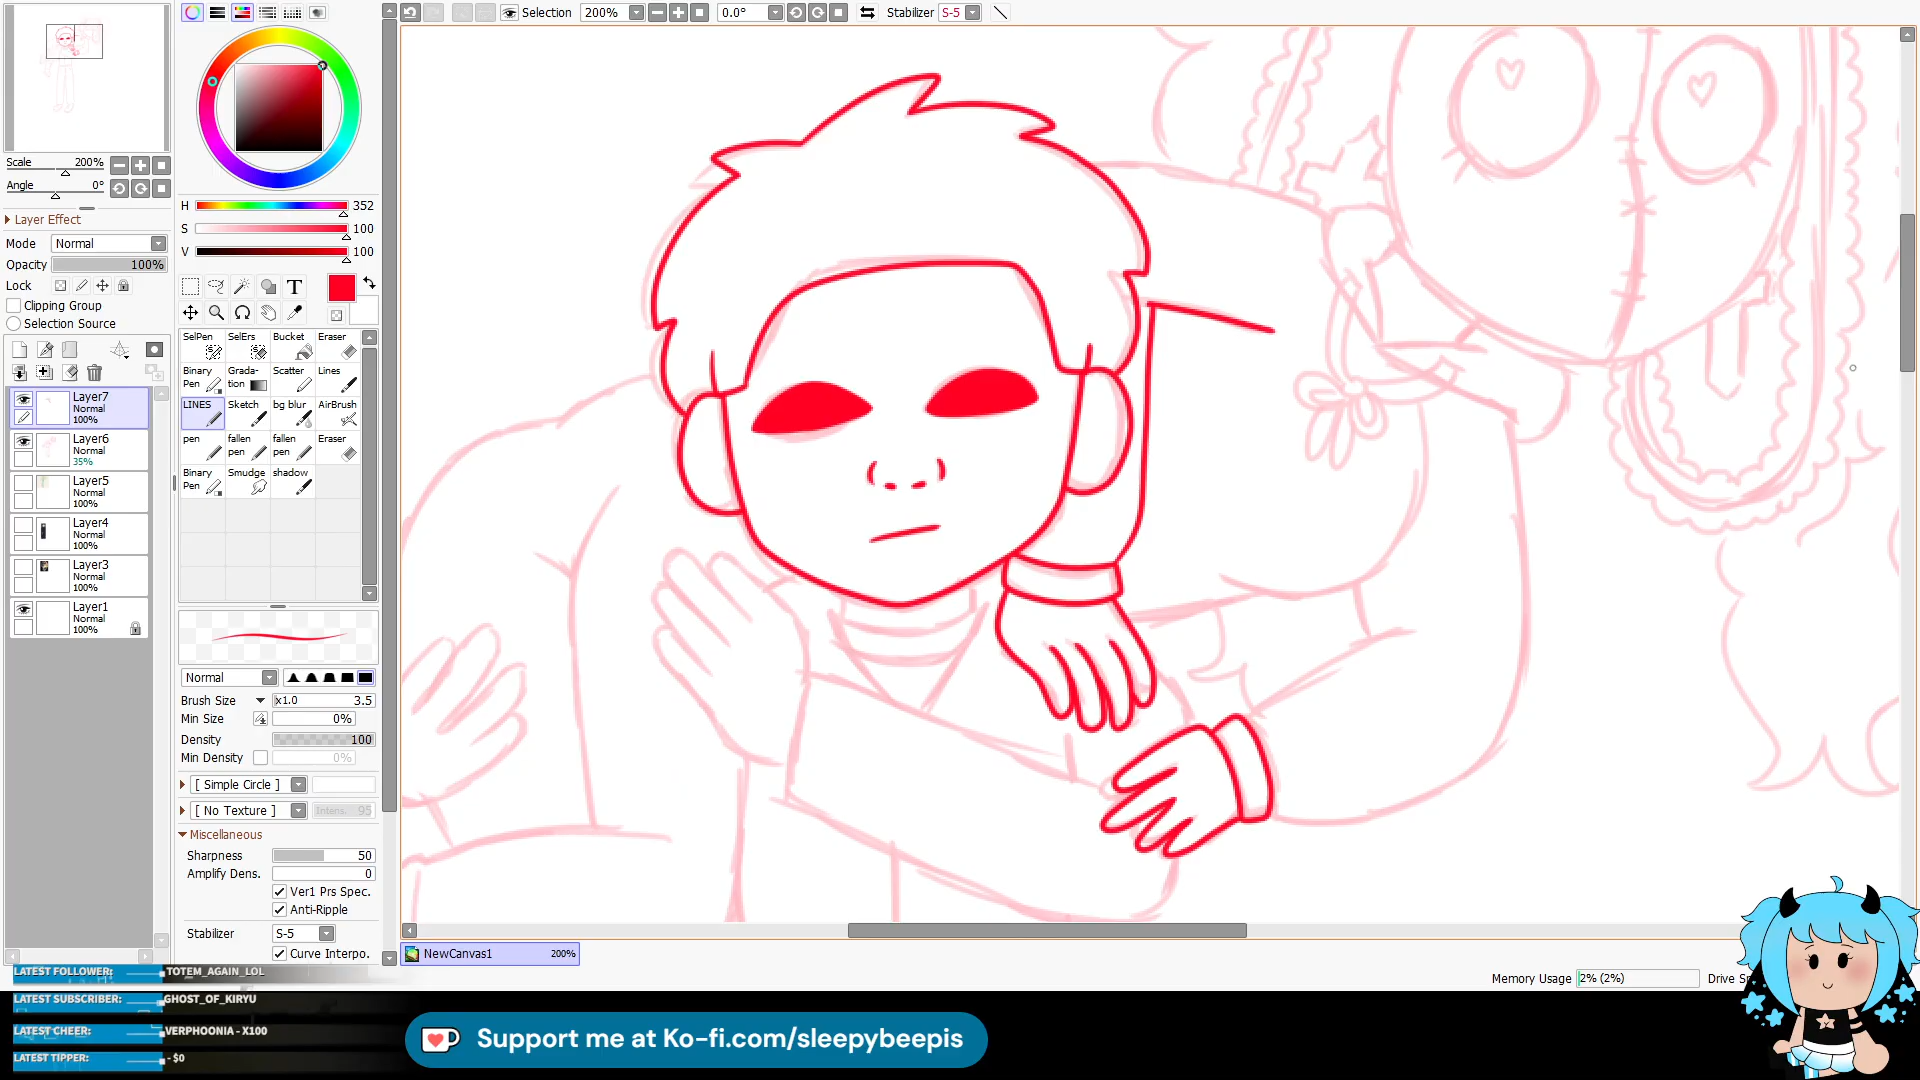 Selection 200% 0.0° Stabilizer S-5
Scale 200%
Angle 0°
Layer Effect
Mode Normal
Opacity 100%
Lock
Clipping Group
Selection Source
Layer7
Normal
100%
Layer6
Normal
35%
Layer5
Normal
100%
Layer4
Normal
100%
Layer3
Normal
100%
Layer1
Normal
100%
H 352
S 100
V 100
T
SelPen SelErs Bucket Eraser
Binary Pen Grada-tion Scatter Lines
LINES Sketch bg blur AirBrush
pen fallen pen fallen pen Eraser
Binary Pen Smudge shadow
Normal
Brush Size x1.0 3.5
Min Size 0%
Density 100
Min Density 0%
[ Simple Circle ]
[ No Texture ] Intens. 95
Miscellaneous
Sharpness 50
Amplify Dens. 0
Ver1 Prs Spec.
Anti-Ripple
Stabilizer S-5
Curve Interpo.
NewCanvas1 200%
Memory Usage 2% (2%) Drive S
LATEST FOLLOWER: TOTEM_AGAIN_LOL
LATEST SUBSCRIBER: GHOST_OF_KIRYU
LATEST CHEER: VERPHOONIA - X100
LATEST TIPPER: - $0
Support me at Ko-fi.com/sleepybeepis